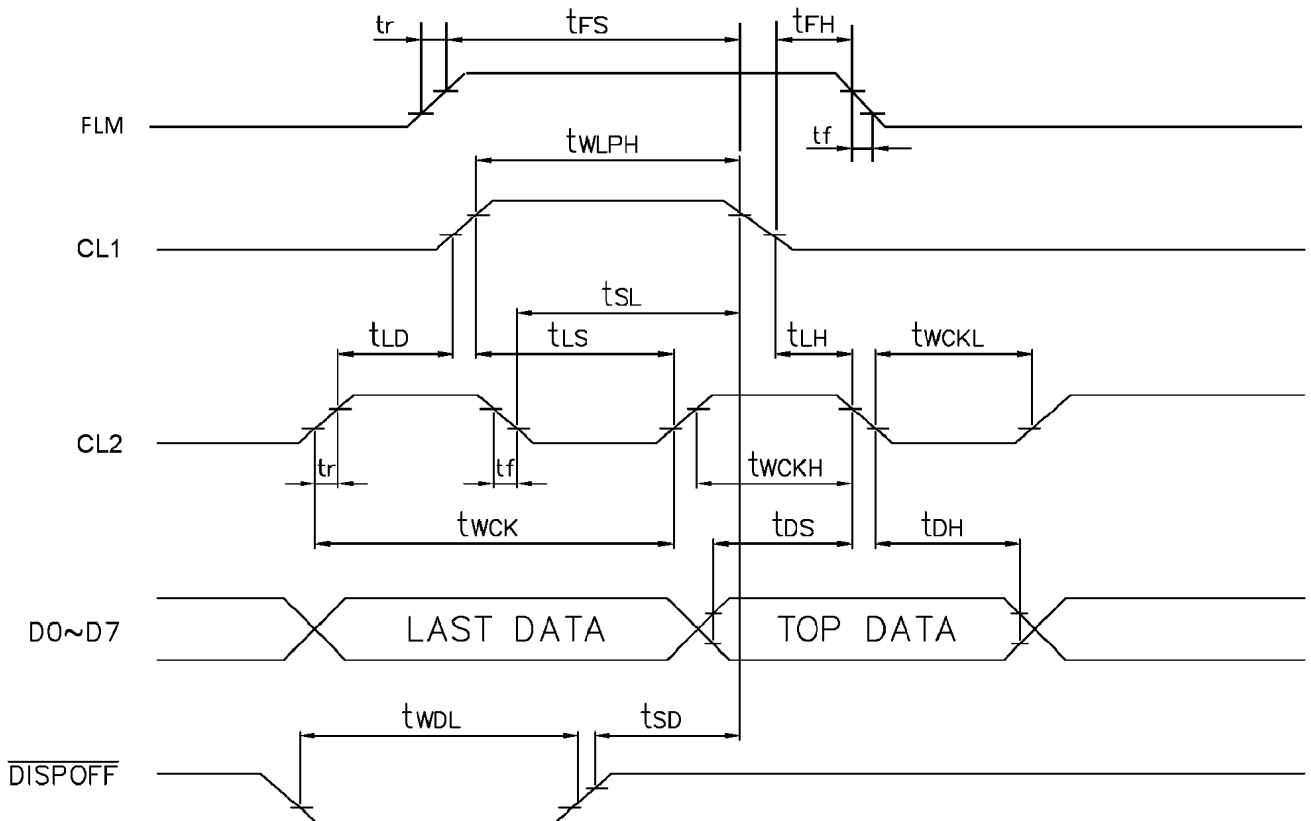 tr
tFS
tFH
FLM
tf
tWLPH
CL1
tSL
tLD
tLS
tLH
tWCKL
CL2
tr
tf
tWCKH
tWCK
tDS
tDH
D0~D7
LAST DATA
TOP DATA
tWDL
tSD
DISPOFF